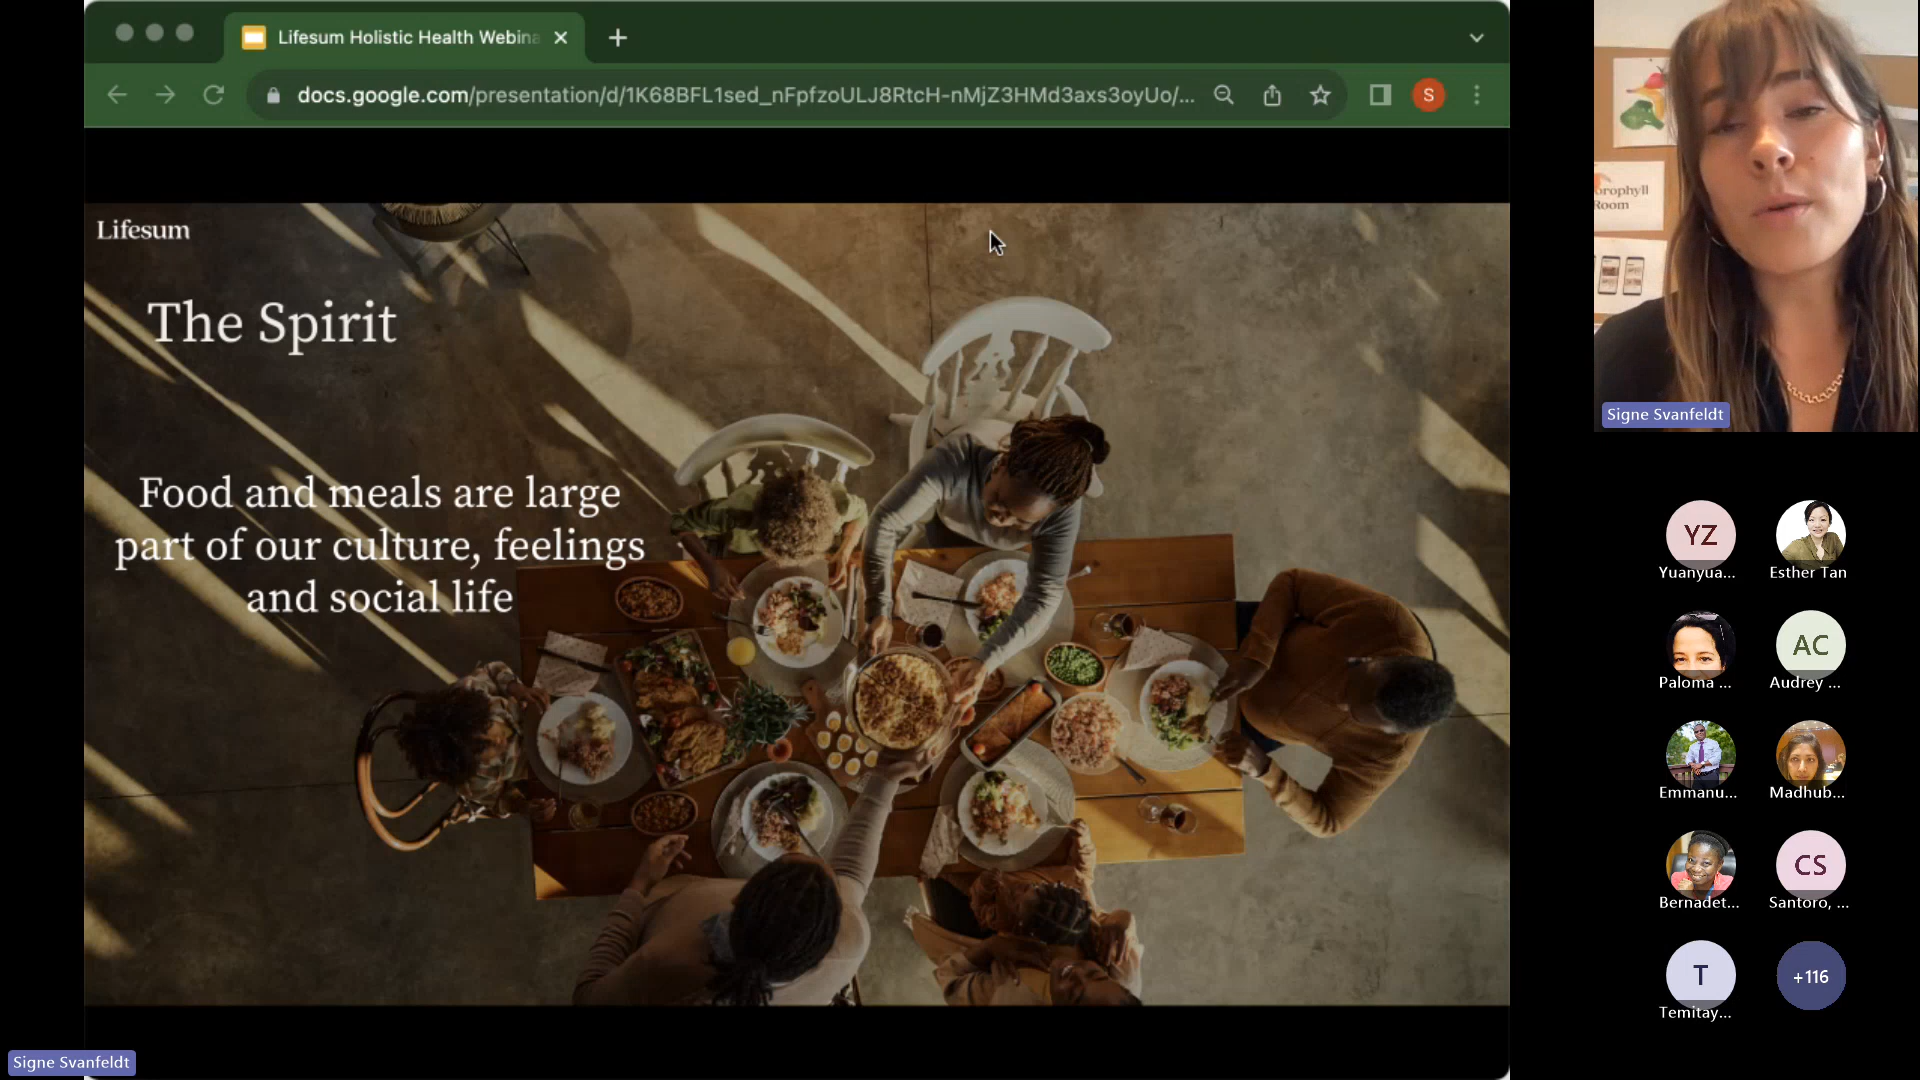 Lifesum Holistic Health Webina
docs.google.com/presentation/d/1K68BFL1sed_nFpfzoULJ8RtcH-nMjZ3HMd3axs3oyUo/...
S
Lifesum
The Spirit
Food and meals are large
part of our culture, feelings
and social life
Signe Svanfeldt
orophyll
Room
Signe Svanfeldt
YZ
Yuanyua...
Esther Tan
Paloma ...
AC
Audrey ...
Emmanu...
Madhub...
Bernadet...
CS
Santoro, ...
T
Temitay...
+116